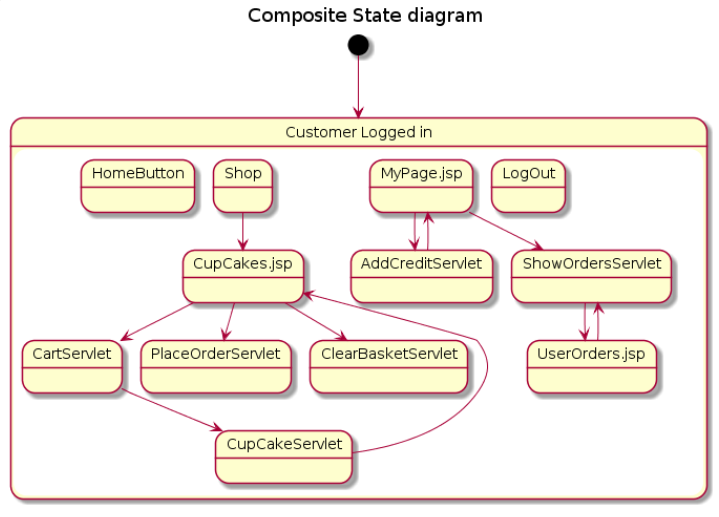 Composite State diagram
Customer Logged in
HomeButton
Shop
MyPage.jsp
LogOut
CupCakes.jsp
AddCreditServlet
ShowOrdersServlet
CartServlet
PlaceOrderServlet
ClearBasketServlet
UserOrders.jsp
CupCakeServlet